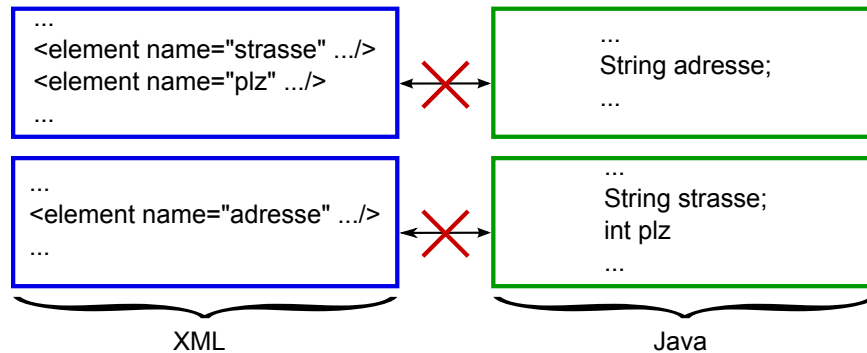 ...
<element name="strasse" .../>
<element name="plz" .../>
...
...
String adresse;
...
...
<element name="adresse" .../>
...
...
String strasse;
int plz
...
XML
Java